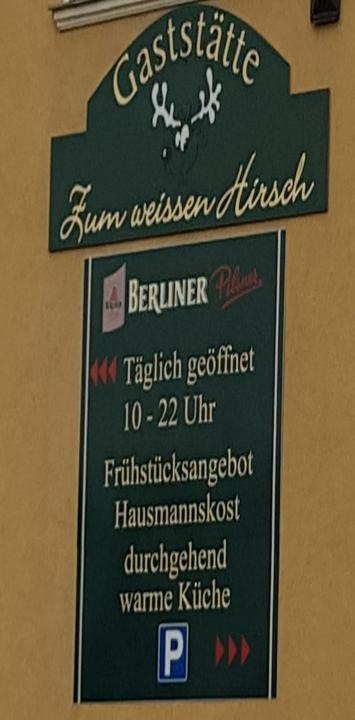 Gaststätte
Zum weissen Hirsch
BERLINER Pilsner
Täglich geöffnet
10 - 22 Uhr
Frühstücksangebot
Hausmannskost
durchgehend
warme Küche
P